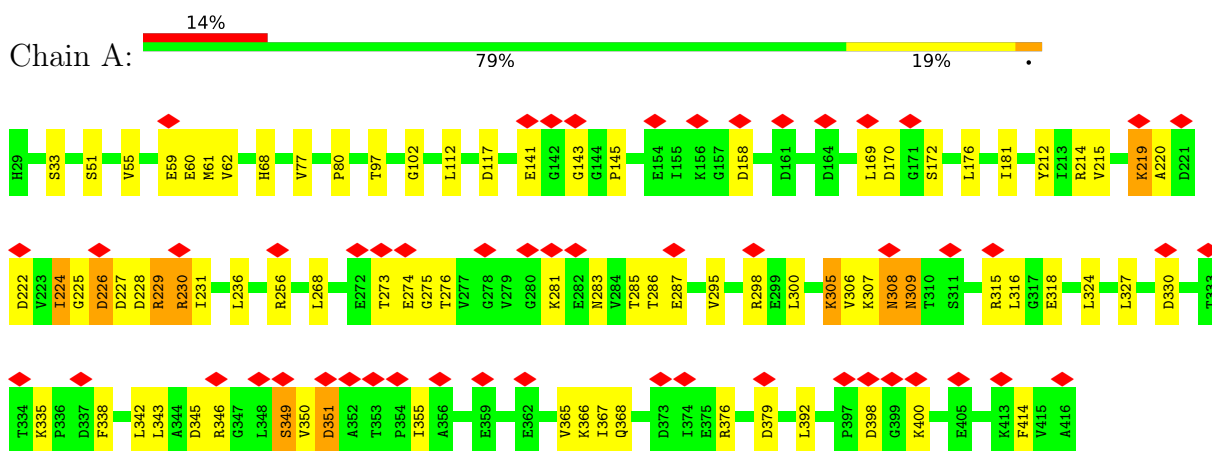 14%
Chain A:
79% 19% •
H29 S33 S51 V55 E59 E60 M61 V62 H68 V77 P80 T97 G102 L112 D117 E141 G142 G143 G144 P145 E154 I155 K156 G157 D158 D161 D164 L169 D170 G171 S172 L176 I181 Y212 I213 R214 V215 K219 A220 D221
D222 V223 I224 G225 D226 D227 D228 R229 R230 I231 L236 R256 L268 E272 T273 E274 G275 T276 V277 G278 V279 G280 K281 E282 N283 V284 T285 T286 E287 V295 R298 E299 L300 K305 V306 K307 N308 N309 T310 S311 R315 L316 G317 E318 L324 L327 D330 T333
T334 K335 P336 D337 F338 L342 L343 A344 D345 R346 G347 L348 S349 V350 D351 A352 T353 P354 I355 A356 E359 E362 V365 K366 I367 Q368 D373 I374 E375 R376 D379 L392 P397 D398 G399 K400 E405 K413 F414 V415 A416